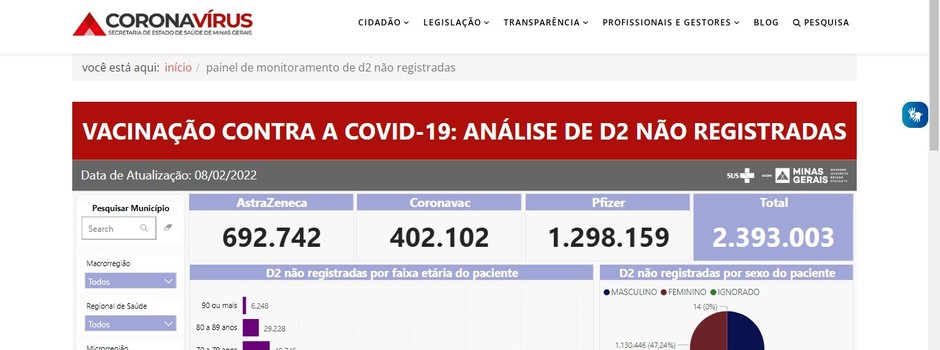 CORONAVÍRUS
SECRETARIA DE ESTADO DE SAÚDE DE MINAS GERAIS
CIDADÃO LEGISLAÇÃO TRANSPARÊNCIA PROFISSIONAIS E GESTORES BLOG PESQUISA
você está aqui: início / painel de monitoramento de d2 não registradas
VACINAÇÃO CONTRA A COVID-19: ANÁLISE DE D2 NÃO REGISTRADAS
Data de Atualização: 08/02/2022
SUS MINAS GERAIS
Pesquisar Município
Search
Macrorregião
Todos
Regional de Saúde
Todos
Microrregião
AstraZeneca Coronavac Pfizer Total
692.742 402.102 1.298.159 2.393.003
D2 não registradas por faixa etária do paciente
90 ou mais 6.248
80 a 89 anos 29.228
D2 não registradas por sexo do paciente
MASCULINO FEMININO IGNORADO
14 (0%)
1.130.446 (47,24%)